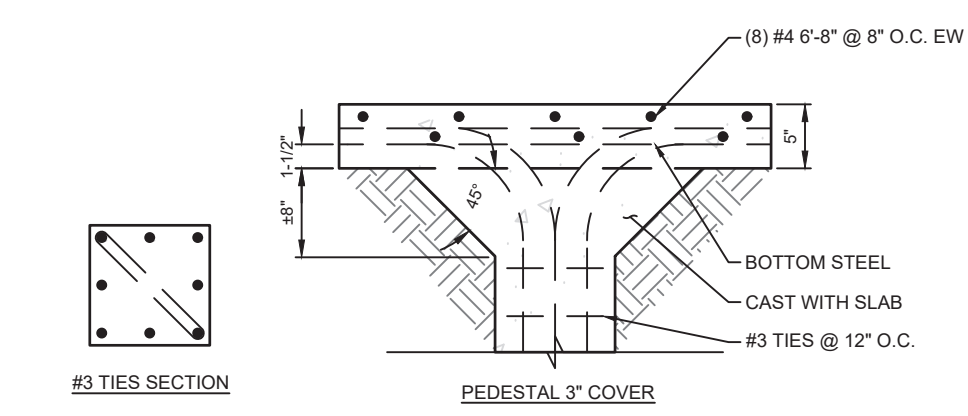 (8) #4 6'-8" @ 8" O.C. EW
1-1/2"
5"
±8"
45°
BOTTOM STEEL
CAST WITH SLAB
#3 TIES @ 12" O.C.
#3 TIES SECTION
PEDESTAL 3" COVER